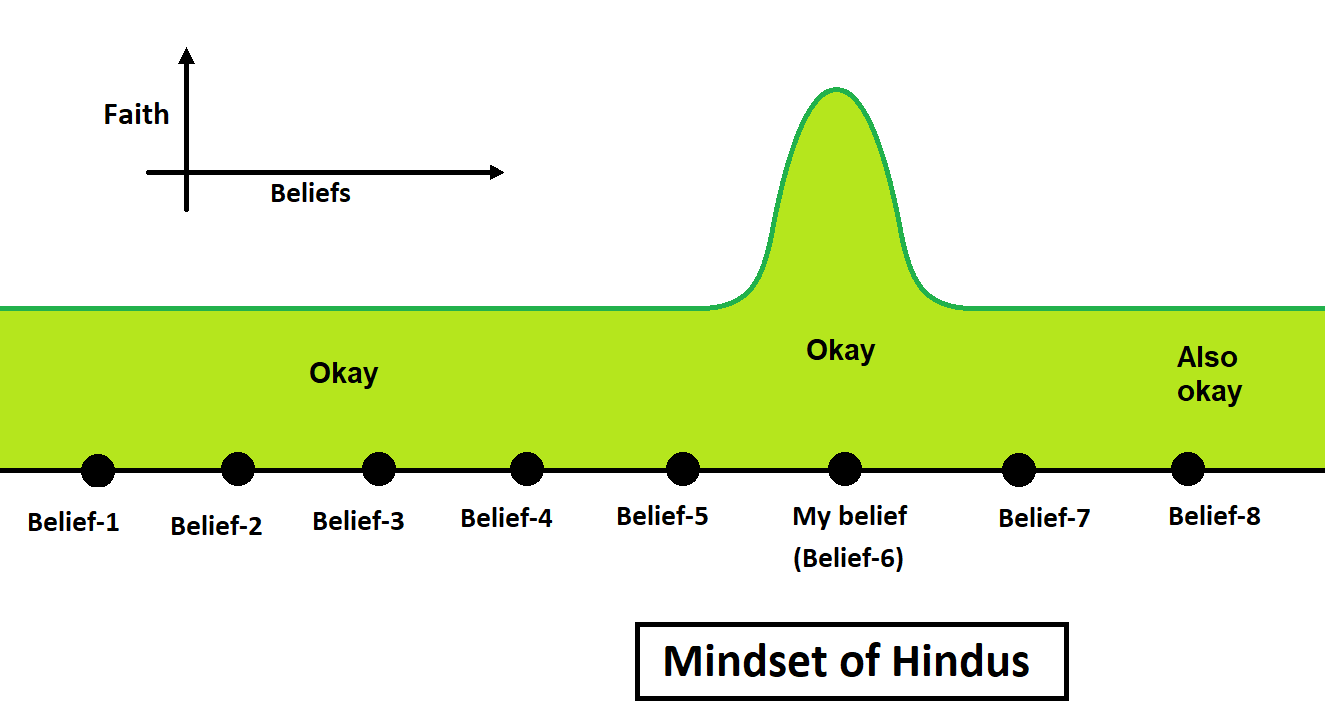 Faith
Beliefs
Okay
Okay
Also
okay
Belief-1
Belief-2
Belief-3
Belief-4
Belief-5
My belief
(Belief-6)
Belief-7
Belief-8
Mindset of Hindus